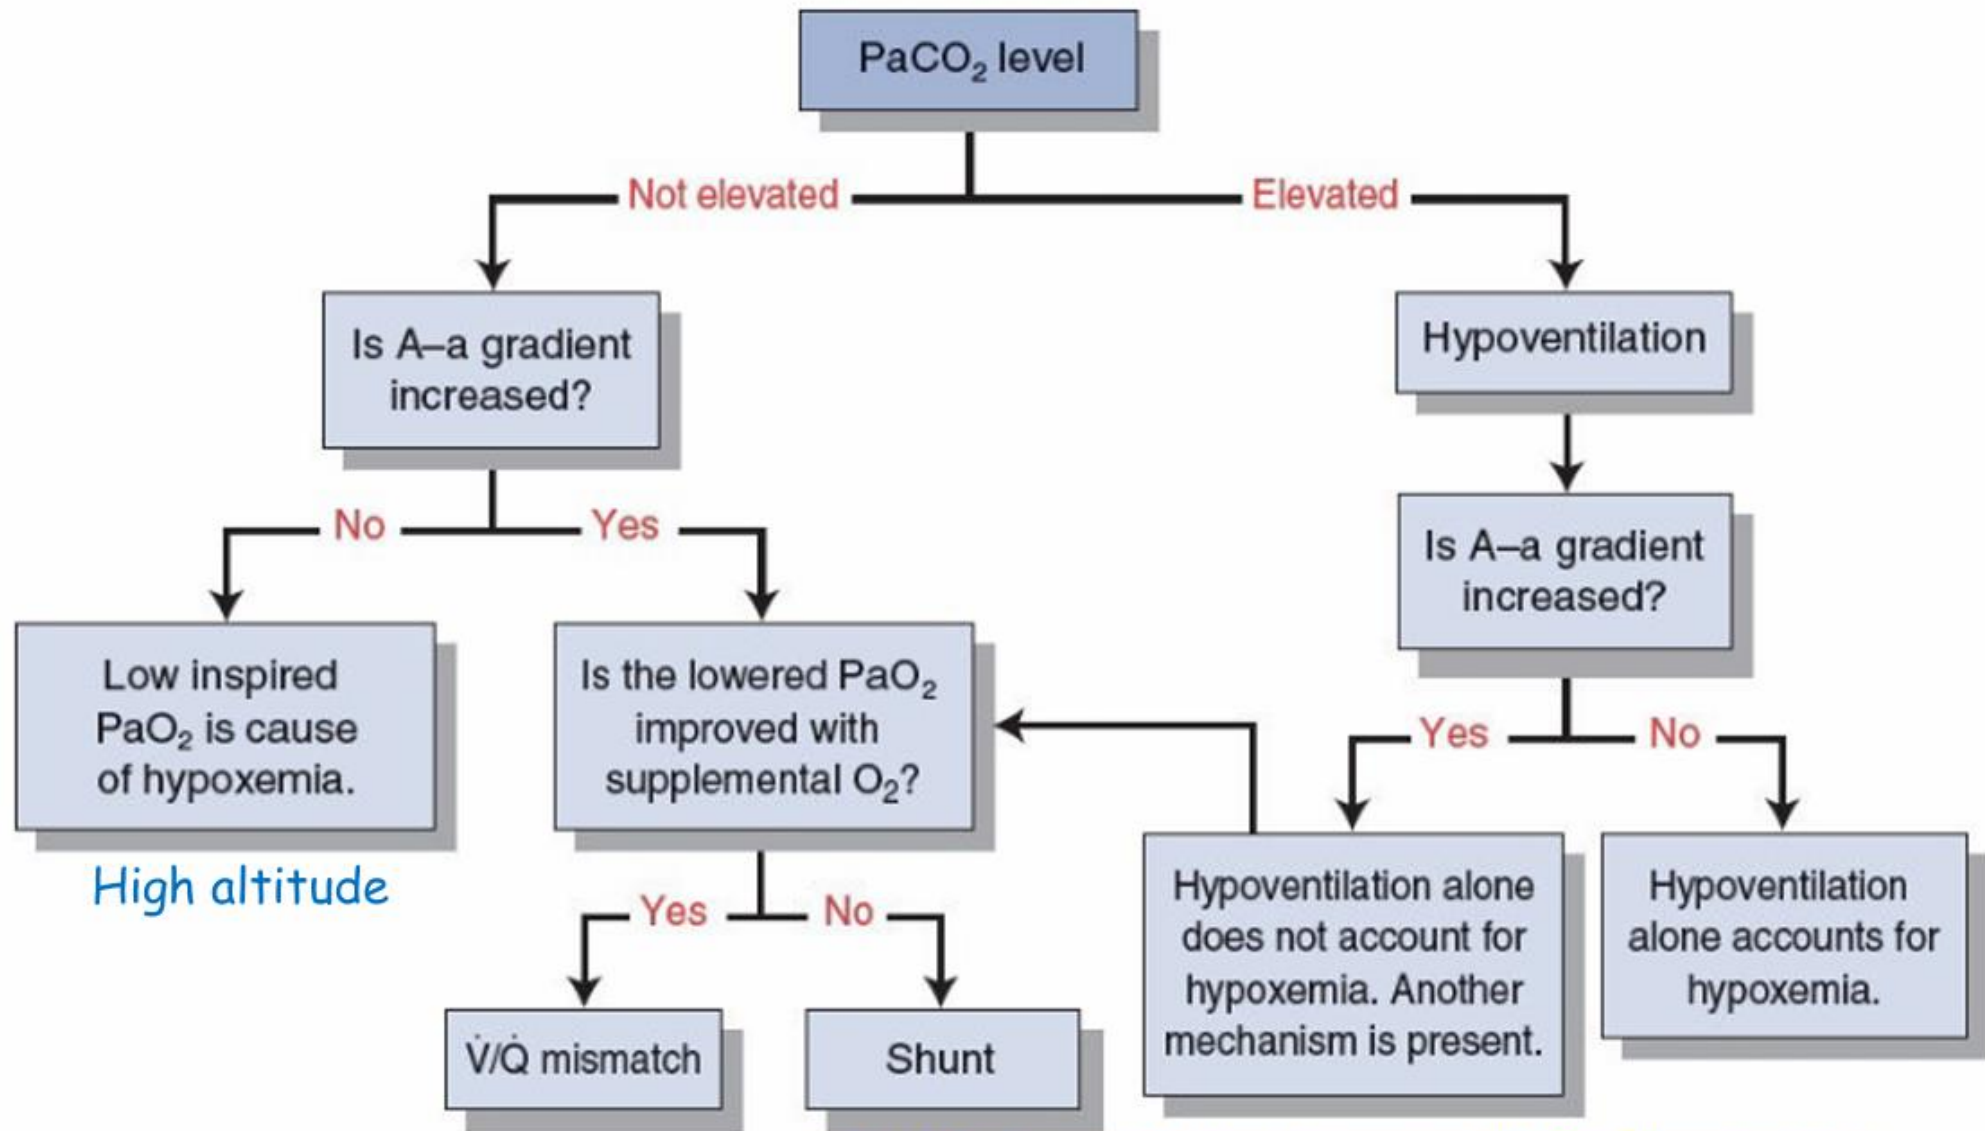 PaCO₂ level
Not elevated
Elevated
Is A–a gradient
increased?
Hypoventilation
No
Yes
Is A–a gradient
increased?
Low inspired
PaO₂ is cause
of hypoxemia.
High altitude
Is the lowered PaO₂
improved with
supplemental O₂?
Yes
No
Yes
No
V̇/Q̇ mismatch
Shunt
Hypoventilation alone
does not account for
hypoxemia. Another
mechanism is present.
Hypoventilation
alone accounts for
hypoxemia.